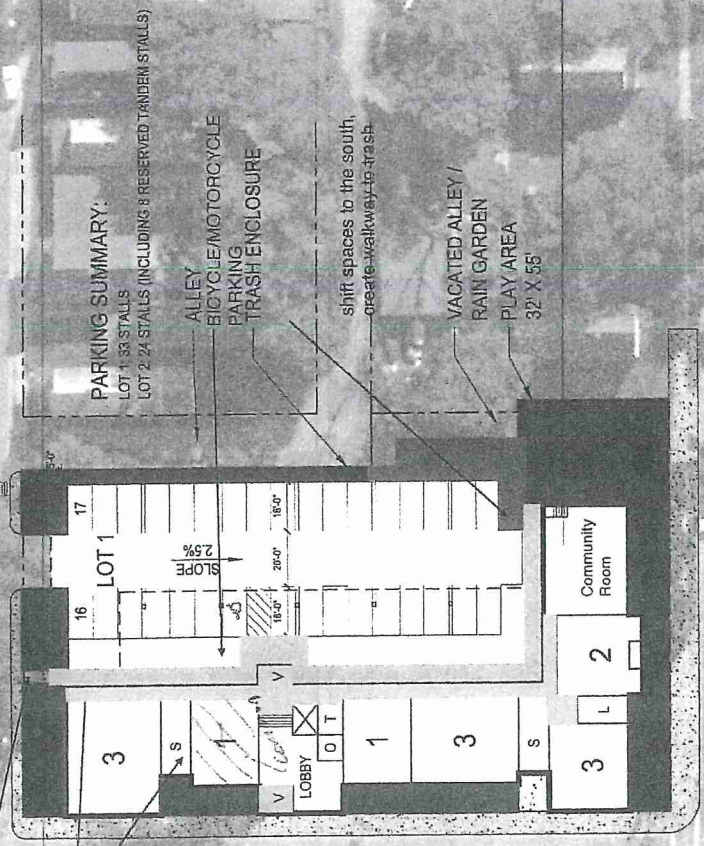 PARKING SUMMARY:
LOT 1: 33 STALLS
LOT 2: 24 STALLS (INCLUDING 8 RESERVED TANDEM STALLS)
ALLEY
BICYCLE/MOTORCYCLE
PARKING
TRASH ENCLOSURE
shift spaces to the south,
create walkway to trash
VACATED ALLEY /
RAIN GARDEN
PLAY AREA
32' X 55'
17
LOT 1
16
SLOPE
2.5%
18'-0"
20'-0"
16'-0"
3
S
1
V
V
LOBBY
O
T
1
3
S
3
L
2
Community
Room